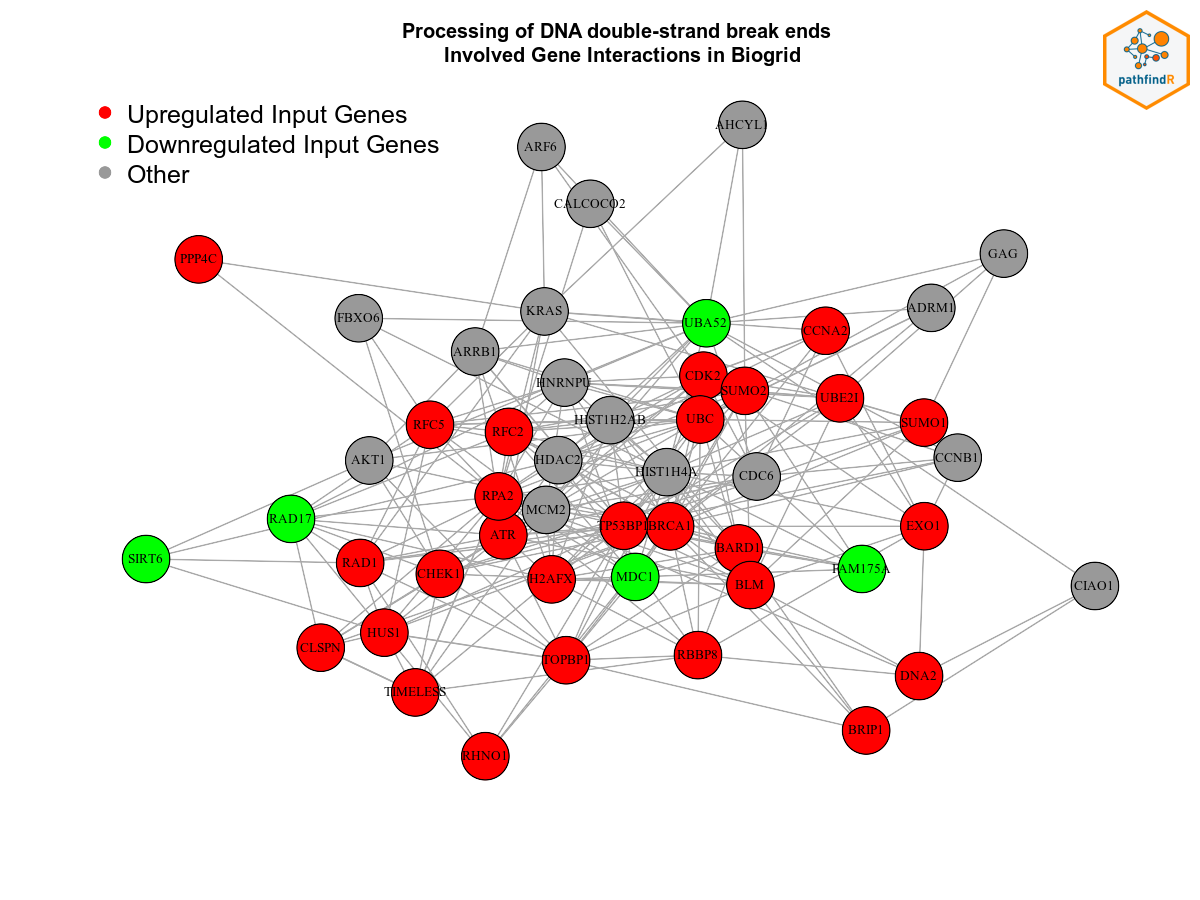 Processing of DNA double-strand break ends
Involved Gene Interactions in Biogrid
pathfindR
Upregulated Input Genes
Downregulated Input Genes
Other
AHCYL1
ARF6
CALCOCO2
GAG
PPP4C
ADRM1
KRAS
FBXO6
UBA52
CCNA2
ARRB1
CDK2
HNRNPU
SUMO2
UBE2I
HIST1H2AB
UBC
SUMO1
RFC5
RFC2
AKT1
HDAC2
CCNB1
HIST1H4A
CDC6
RPA2
MCM2
RAD17
TP53BP1
BRCA1
EXO1
ATR
BARD1
SIRT6
RAD1
FAM175A
CHEK1
H2AFX
MDC1
BLM
CIAO1
HUS1
CLSPN
RBBP8
TOPBP1
DNA2
TIMELESS
BRIP1
RHNO1